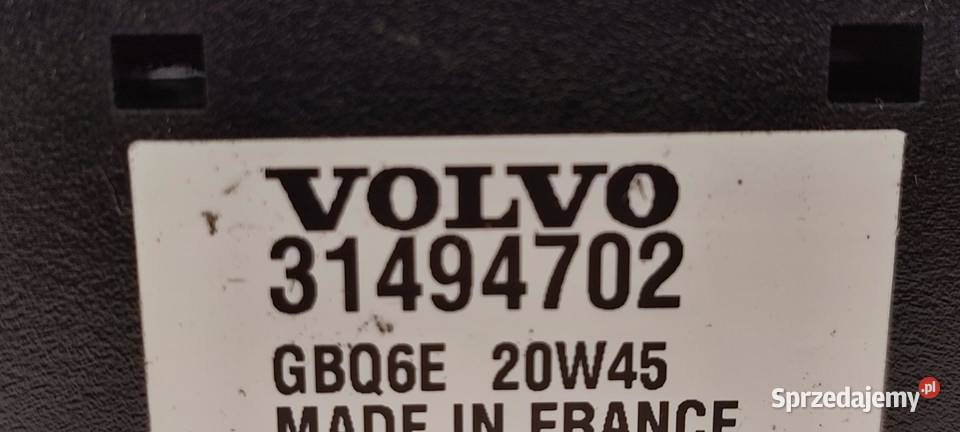 VOLVO
31494702
GBQ6E 20W45
MADE IN FRANCE
Sprzedajemy.pl